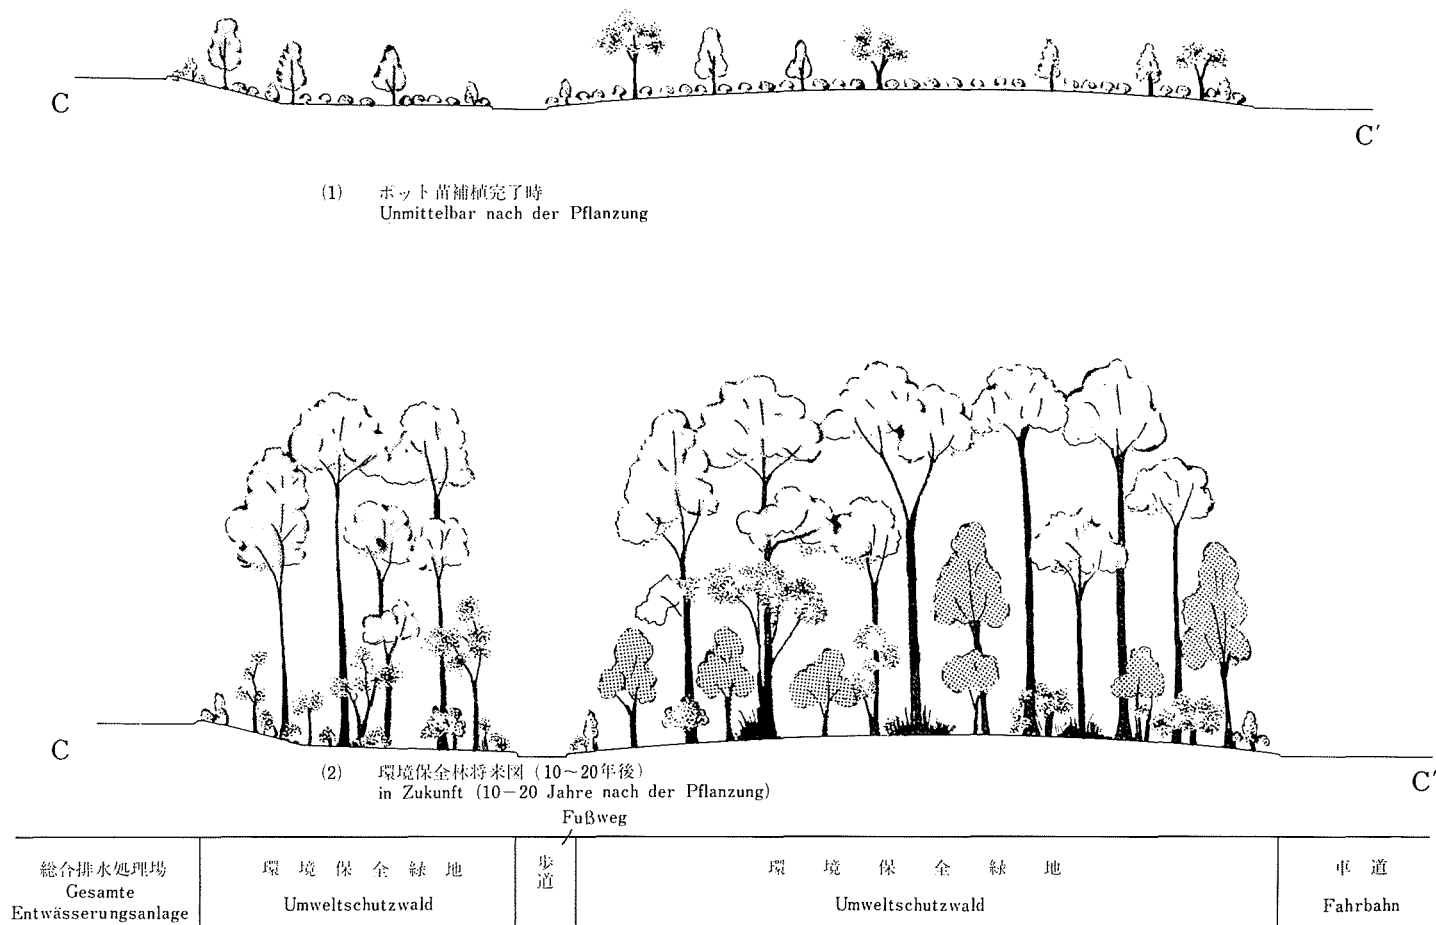 C
C′
(1) ポット苗補植完了時
Unmittelbar nach der Pflanzung
C
C′
(2) 環境保全林将来図 (10~20年後)
in Zukunft (10−20 Jahre nach der Pflanzung)
Fußweg
総合排水処理場
Gesamte
Entwässerungsanlage
環境保全緑地
Umweltschutzwald
歩道
環境保全緑地
Umweltschutzwald
車道
Fahrbahn